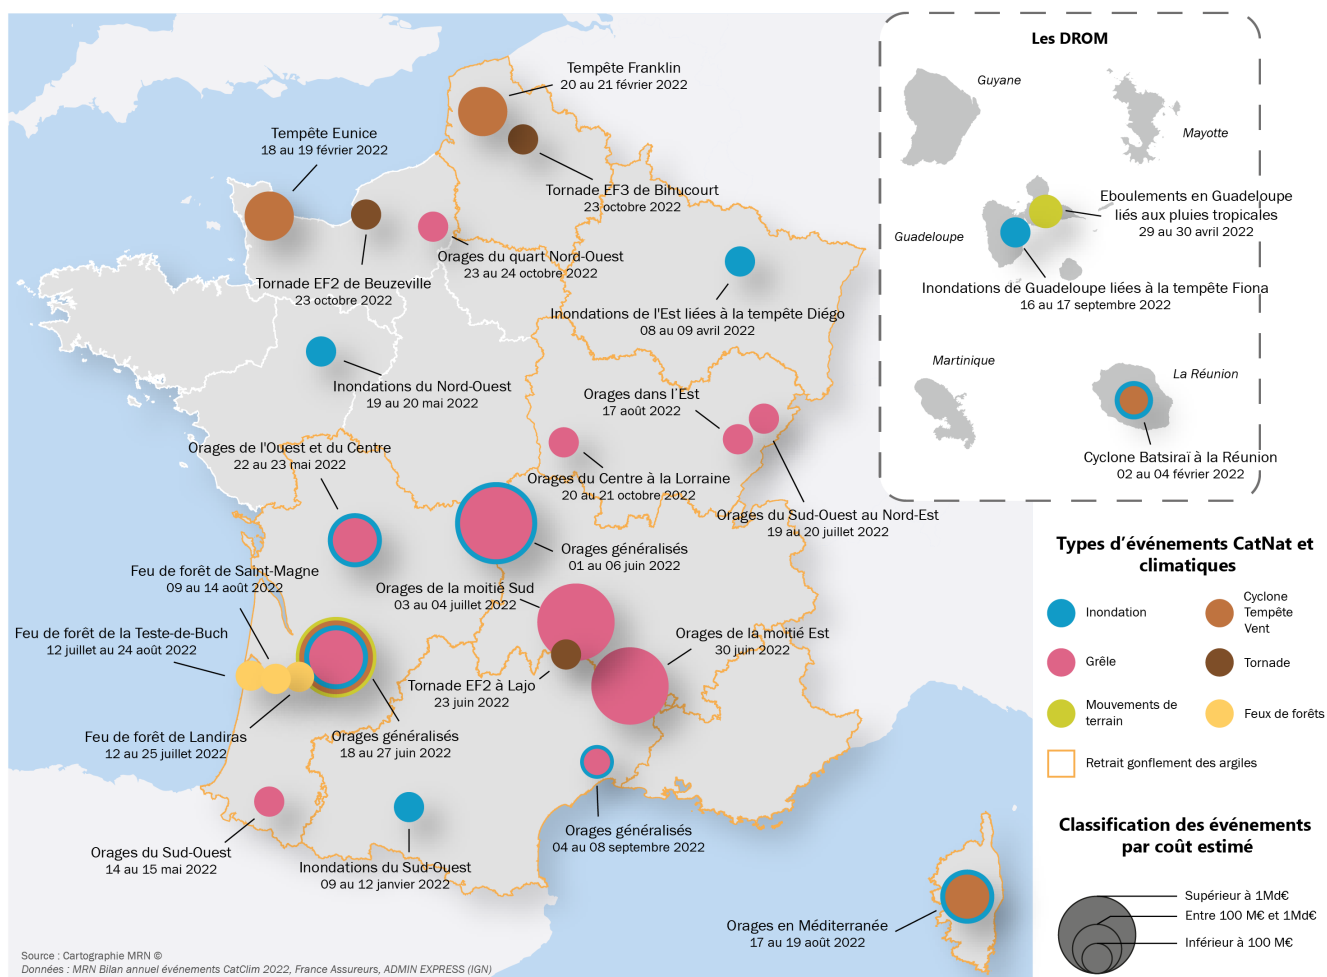 Tempête Franklin
20 au 21 février 2022
Tempête Eunice
18 au 19 février 2022
Tornade EF3 de Bihucourt
23 octobre 2022
Orages du quart Nord-Ouest
23 au 24 octobre 2022
Tornade EF2 de Beuzeville
23 octobre 2022
Inondations de l'Est liées à la tempête Diégo
08 au 09 avril 2022
Inondations du Nord-Ouest
19 au 20 mai 2022
Orages dans l'Est
17 août 2022
Orages de l'Ouest et du Centre
22 au 23 mai 2022
Orages du Centre à la Lorraine
20 au 21 octobre 2022
Orages du Sud-Ouest au Nord-Est
19 au 20 juillet 2022
Orages généralisés
01 au 06 juin 2022
Feu de forêt de Saint-Magne
09 au 14 août 2022
Orages de la moitié Sud
03 au 04 juillet 2022
Feu de forêt de la Teste-de-Buch
12 juillet au 24 août 2022
Orages de la moitié Est
30 juin 2022
Tornade EF2 à Lajo
23 juin 2022
Feu de forêt de Landiras
12 au 25 juillet 2022
Orages généralisés
18 au 27 juin 2022
Orages généralisés
04 au 08 septembre 2022
Orages du Sud-Ouest
14 au 15 mai 2022
Inondations du Sud-Ouest
09 au 12 janvier 2022
Orages en Méditerranée
17 au 19 août 2022
Source : Cartographie MRN ©
Données : MRN Bilan annuel événements CatClim 2022, France Assureurs, ADMIN EXPRESS (IGN)
Les DROM
Guyane
Mayotte
Eboulements en Guadeloupe
liés aux pluies tropicales
29 au 30 avril 2022
Guadeloupe
Inondations de Guadeloupe liées à la tempête Fiona
16 au 17 septembre 2022
Martinique
La Réunion
Cyclone Batsiraï à la Réunion
02 au 04 février 2022
Types d'événements CatNat et
climatiques
Inondation
Cyclone
Tempête
Vent
Grêle
Tornade
Mouvements de
terrain
Feux de forêts
Retrait gonflement des argiles
Classification des événements
par coût estimé
Supérieur à 1Md€
Entre 100 M€ et 1Md€
Inférieur à 100 M€